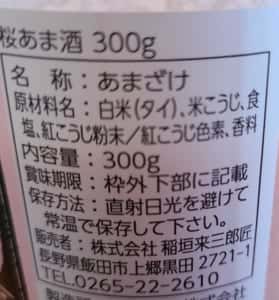 桜あま酒 300g
名 称：あまざけ
原材料名：白米(タイ)、米こうじ、食
塩、紅こうじ粉末／紅こうじ色素、香料
内容量：300g
賞味期限：枠外下部に記載
保存方法：直射日光を避けて
常温で保存して下さい。
販売者：株式会社 稲垣来三郎匠
長野県飯田市上郷黒田 2721-1
TEL.0265-22-2610